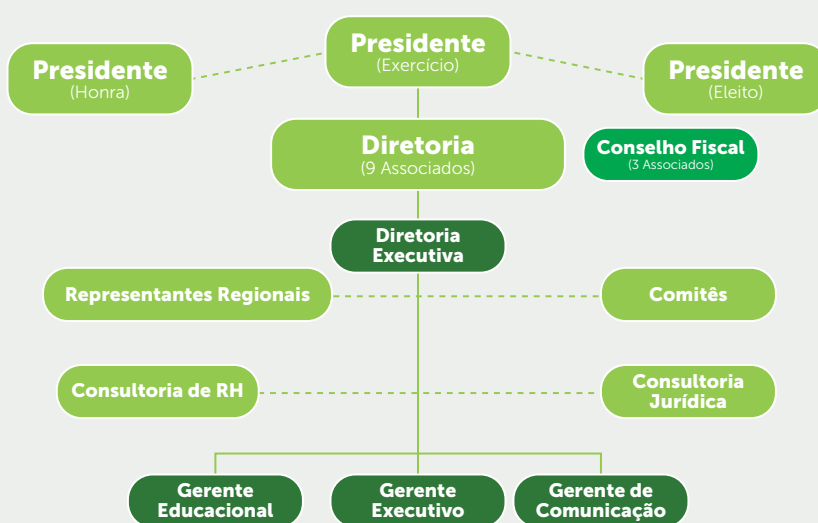 Presidente
(Exercício)
Presidente
(Honra)
Presidente
(Eleito)
Diretoria
(9 Associados)
Conselho Fiscal
(3 Associados)
Diretoria
Executiva
Representantes Regionais
Comitês
Consultoria de RH
Consultoria
Jurídica
Gerente
Educacional
Gerente
Executivo
Gerente de
Comunicação